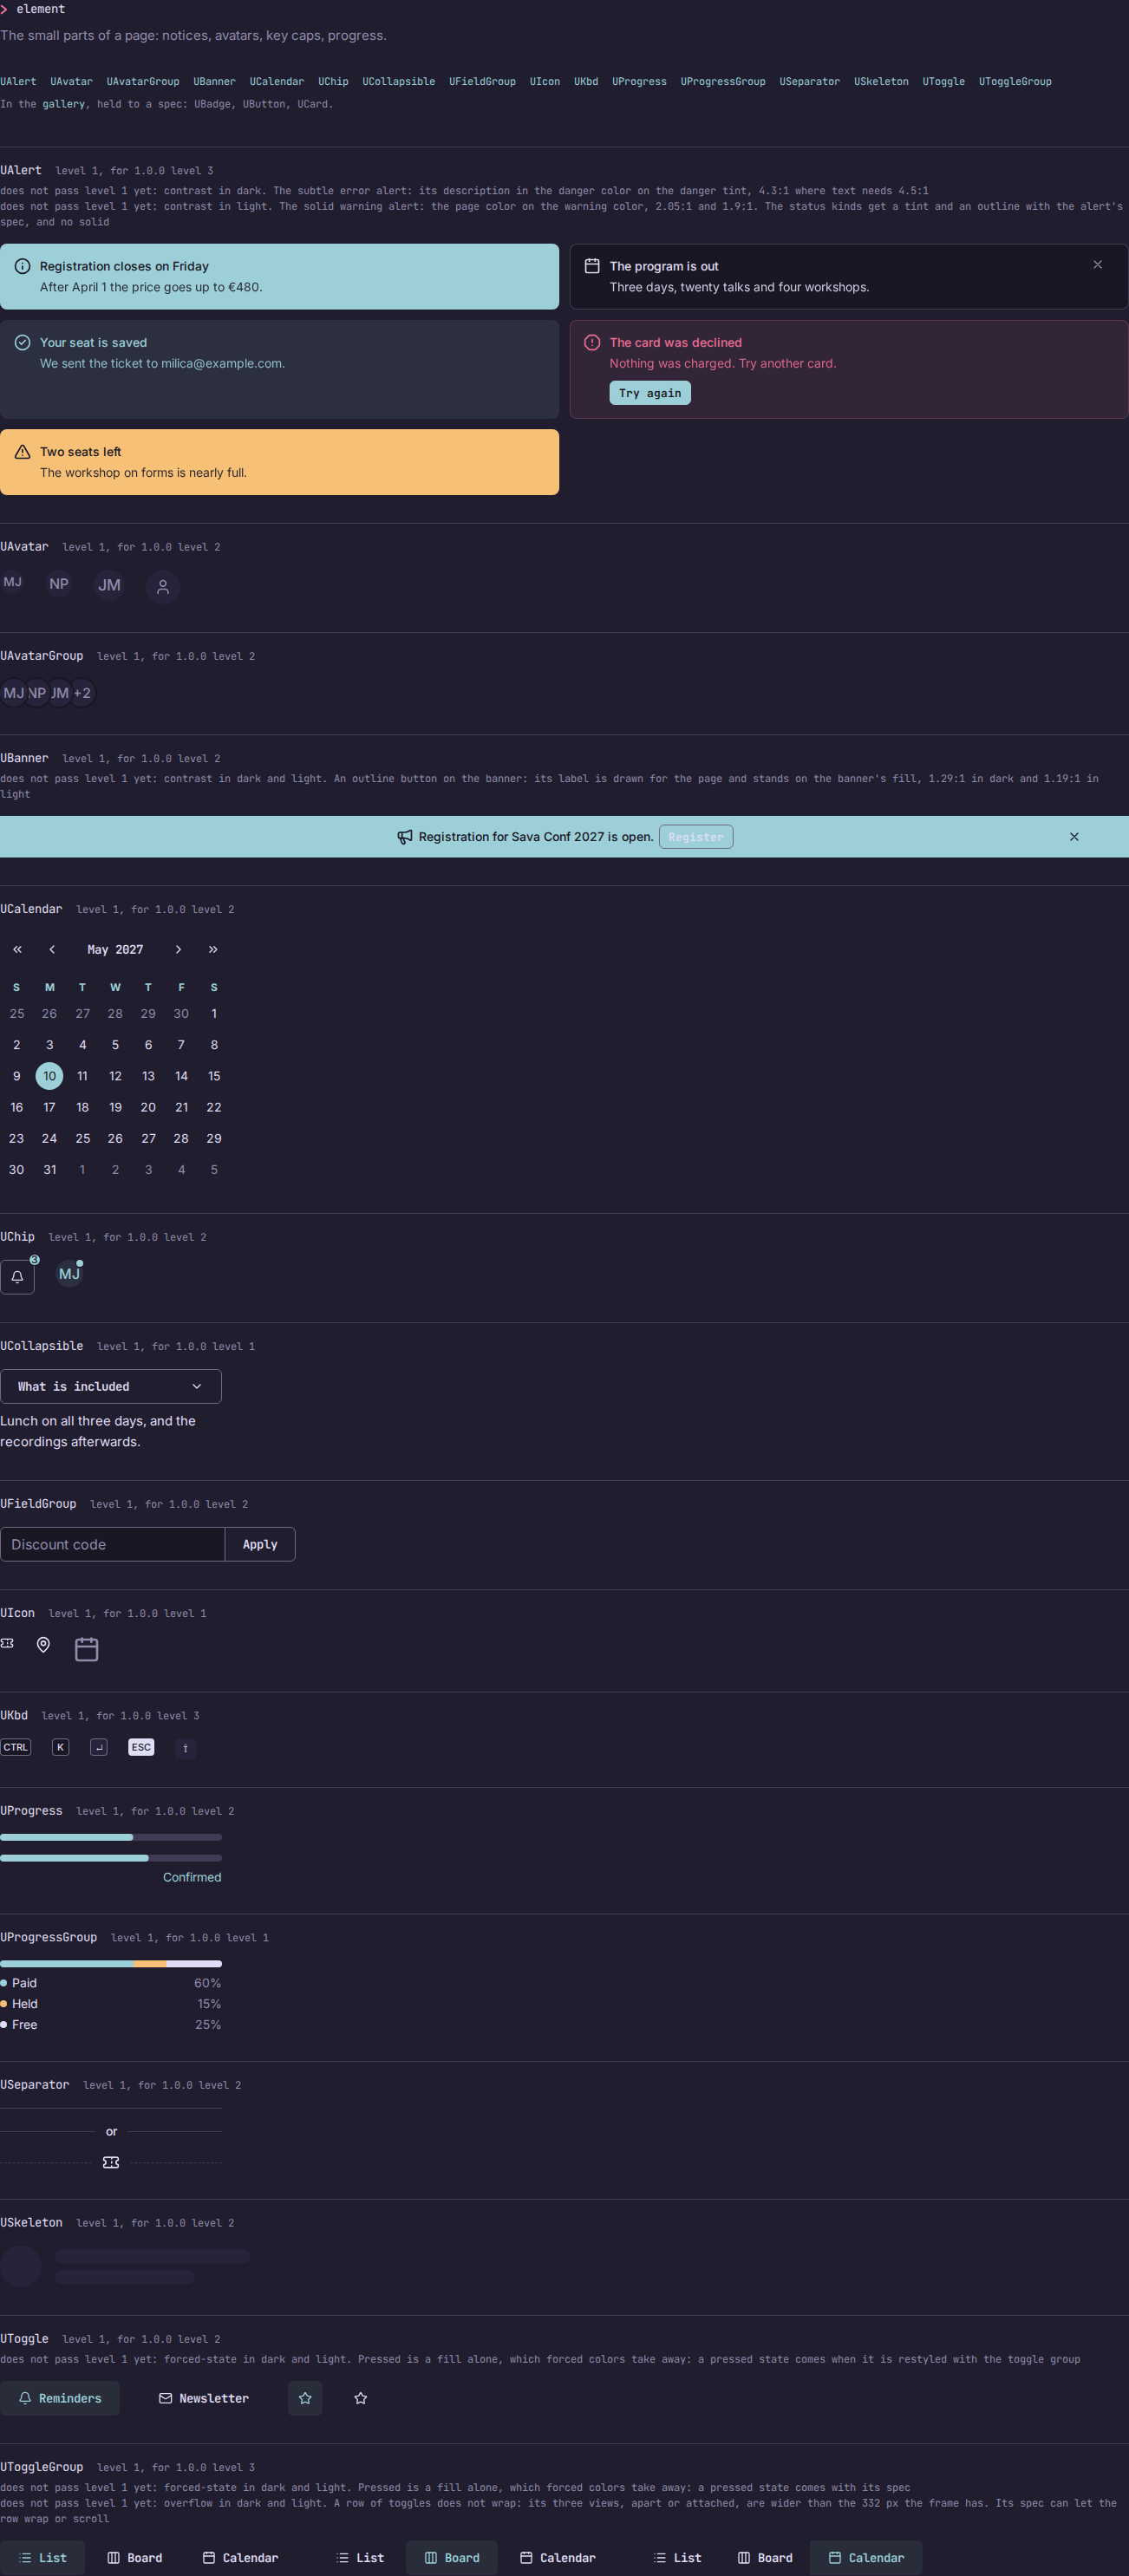 element
The small parts of a page: notices, avatars, key caps, progress.
UAlert UAvatar UAvatarGroup UBanner UCalendar UChip UCollapsible UFieldGroup UIcon UKbd UProgress UProgressGroup USeparator USkeleton UToggle UToggleGroup
In the gallery, held to a spec: UBadge, UButton, UCard.
UAlert level 1, for 1.0.0 level 3
does not pass level 1 yet: contrast in dark. The subtle error alert: its description in the danger color on the danger tint, 4.3:1 where text needs 4.5:1
does not pass level 1 yet: contrast in light. The solid warning alert: the page color on the warning color, 2.05:1 and 1.9:1. The status kinds get a tint and an outline with the alert's
spec, and no solid
Registration closes on Friday
After April 1 the price goes up to €480.
The program is out
Three days, twenty talks and four workshops.
Your seat is saved
We sent the ticket to milica@example.com.
The card was declined
Nothing was charged. Try another card.
Try again
Two seats left
The workshop on forms is nearly full.
UAvatar level 1, for 1.0.0 level 2
MJ NP JM
UAvatarGroup level 1, for 1.0.0 level 2
MJ NP JM +2
UBanner level 1, for 1.0.0 level 2
does not pass level 1 yet: contrast in dark and light. An outline button on the banner: its label is drawn for the page and stands on the banner's fill, 1.29:1 in dark and 1.19:1 in
light
Registration for Sava Conf 2027 is open. Register
UCalendar level 1, for 1.0.0 level 2
May 2027
S M T W T F S
25 26 27 28 29 30 1
2 3 4 5 6 7 8
9 10 11 12 13 14 15
16 17 18 19 20 21 22
23 24 25 26 27 28 29
30 31 1 2 3 4 5
UChip level 1, for 1.0.0 level 2
3 MJ
UCollapsible level 1, for 1.0.0 level 1
What is included
Lunch on all three days, and the
recordings afterwards.
UFieldGroup level 1, for 1.0.0 level 2
Discount code Apply
UIcon level 1, for 1.0.0 level 1
UKbd level 1, for 1.0.0 level 3
CTRL K ↵ ESC ⇧
UProgress level 1, for 1.0.0 level 2
Confirmed
UProgressGroup level 1, for 1.0.0 level 1
Paid 60%
Held 15%
Free 25%
USeparator level 1, for 1.0.0 level 2
or
USkeleton level 1, for 1.0.0 level 2
UToggle level 1, for 1.0.0 level 2
does not pass level 1 yet: forced-state in dark and light. Pressed is a fill alone, which forced colors take away: a pressed state comes when it is restyled with the toggle group
Reminders Newsletter
UToggleGroup level 1, for 1.0.0 level 3
does not pass level 1 yet: forced-state in dark and light. Pressed is a fill alone, which forced colors take away: a pressed state comes with its spec
does not pass level 1 yet: overflow in dark and light. A row of toggles does not wrap: its three views, apart or attached, are wider than the 332 px the frame has. Its spec can let the
row wrap or scroll
List Board Calendar List Board Calendar List Board Calendar